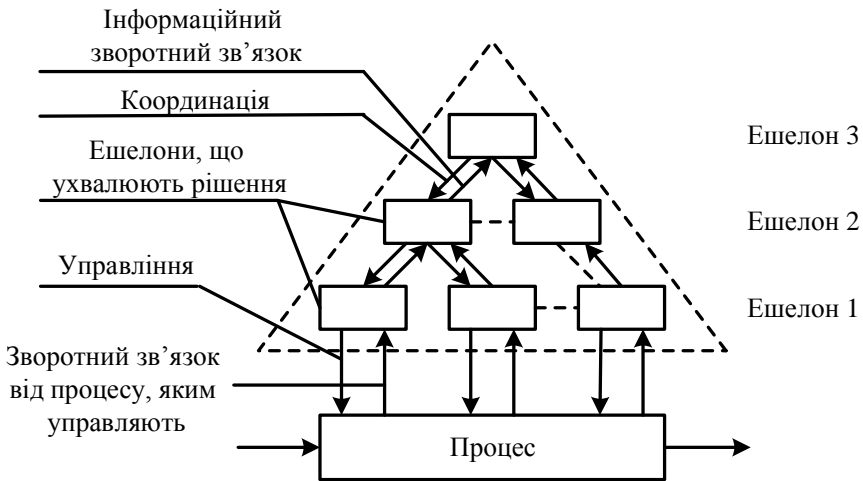 Інформаційний
зворотний зв’язок
Координація
Ешелони, що
ухвалюють рішення
Управління
Зворотний зв’язок
від процесу, яким
управляють
Ешелон 3
Ешелон 2
Ешелон 1
Процес